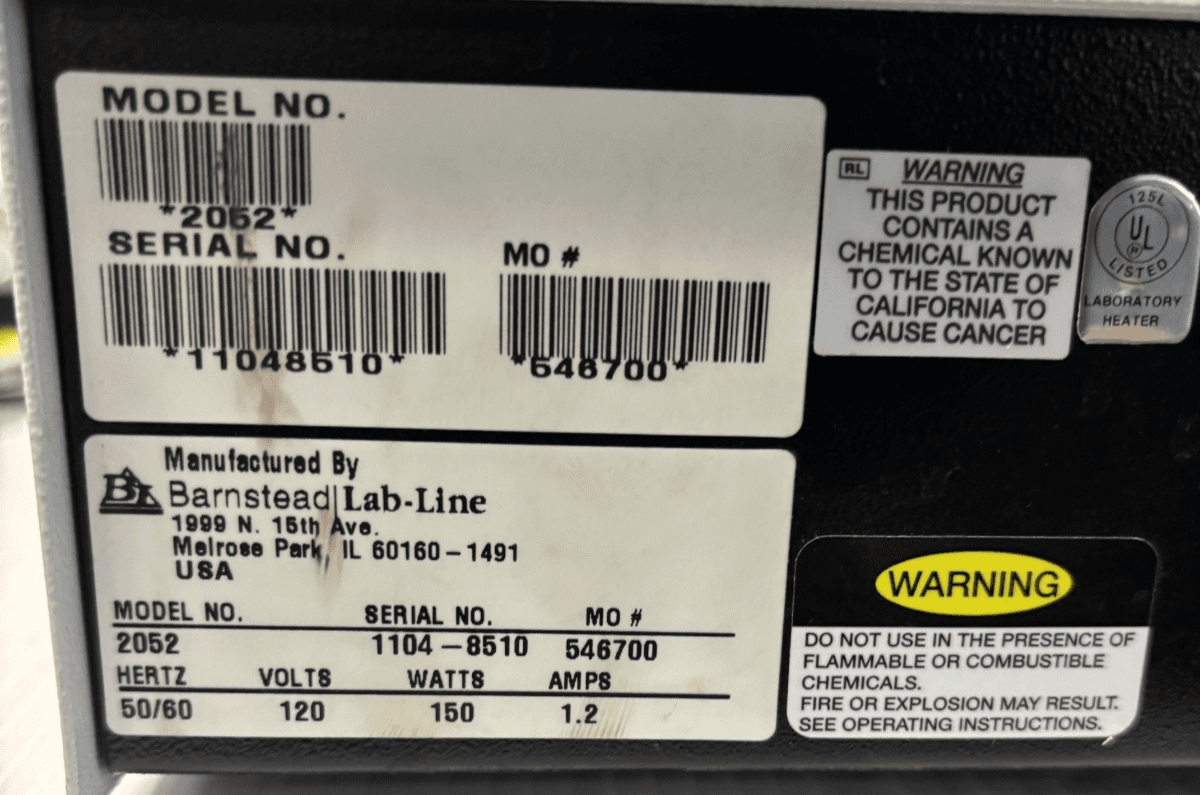 MODEL NO.
*2052*
SERIAL NO.
*11048510*
MO #
*546700*
RL WARNING
THIS PRODUCT
CONTAINS A
CHEMICAL KNOWN
TO THE STATE OF
CALIFORNIA TO
CAUSE CANCER
125L
UL
®
LISTED
LABORATORY
HEATER
Manufactured By
BL Barnstead|Lab-Line
1999 N. 15th Ave.
Melrose Park, IL 60160-1491
USA
MODEL NO. SERIAL NO. MO #
2052 1104-8510 546700
HERTZ VOLTS WATTS AMPS
50/60 120 150 1.2
WARNING
DO NOT USE IN THE PRESENCE OF
FLAMMABLE OR COMBUSTIBLE
CHEMICALS.
FIRE OR EXPLOSION MAY RESULT.
SEE OPERATING INSTRUCTIONS.